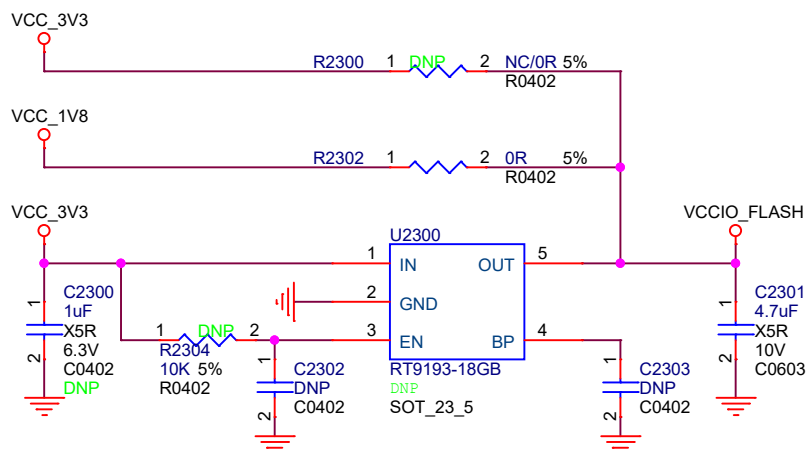 VCC_3V3
R2300 1 DNP 2 NC/0R 5%
R0402
VCC_1V8
R2302 1 2 0R 5%
R0402
VCC_3V3
VCCIO_FLASH
U2300
1 IN OUT 5
2 GND
3 EN BP 4
RT9193-18GB
DNP
SOT_23_5
1
C2300
1uF
X5R
2 6.3V
C0402
DNP
1 DNP 2
R2304
10K 5%
R0402
1 C2302
DNP
2 C0402
1 C2303
DNP
2 C0402
1 C2301
4.7uF
X5R
2 10V
C0603